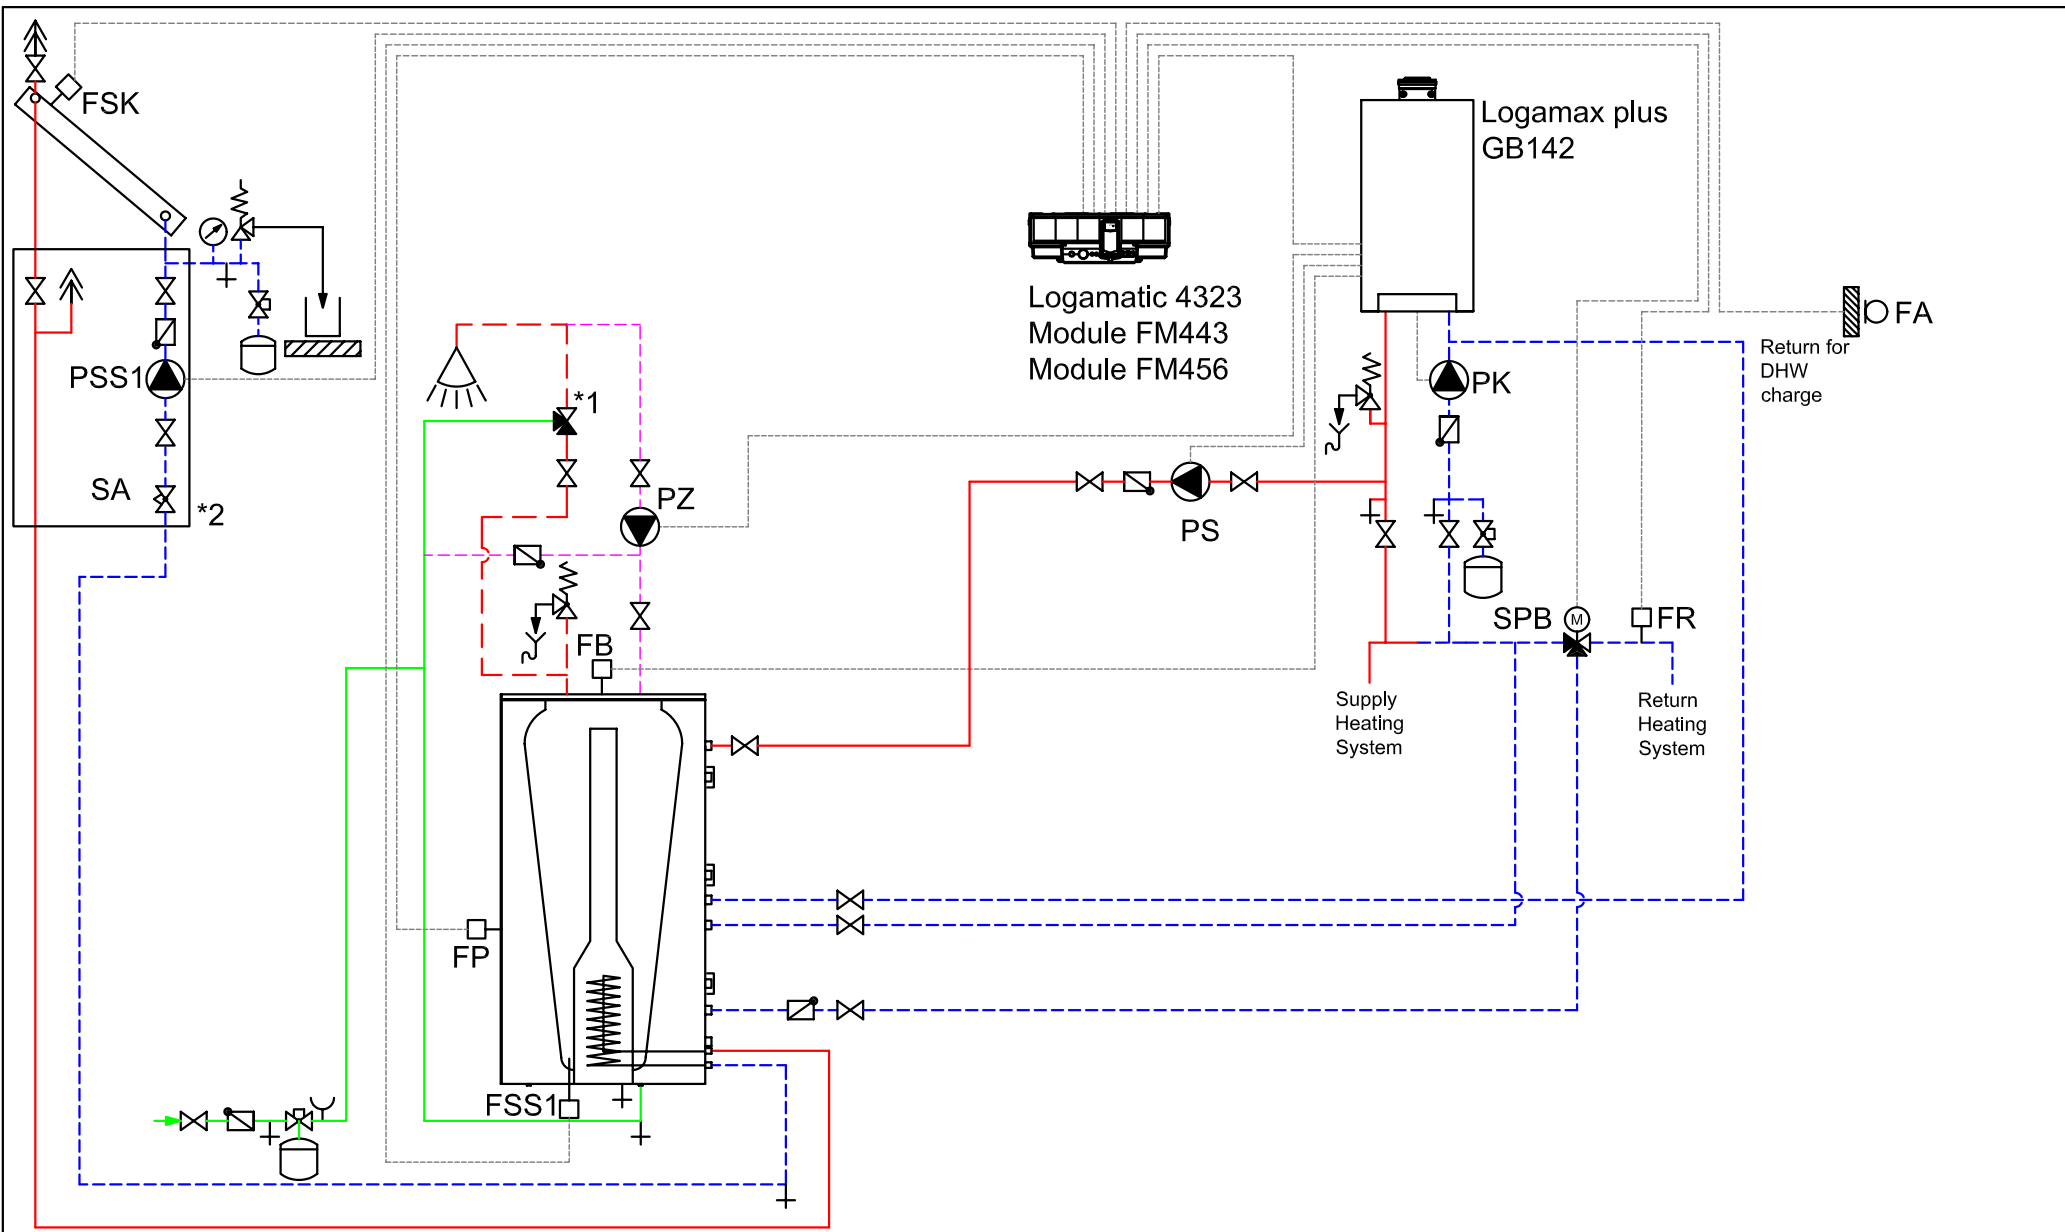 FSK
Logamax plus
GB142
Logamatic 4323
Module FM443
Module FM456
FA
Return for
DHW
charge
PSS1
PK
*1
SA
*2
PZ
PS
SPB
M
FR
FB
Supply
Heating
System
Return
Heating
System
FP
FSS1